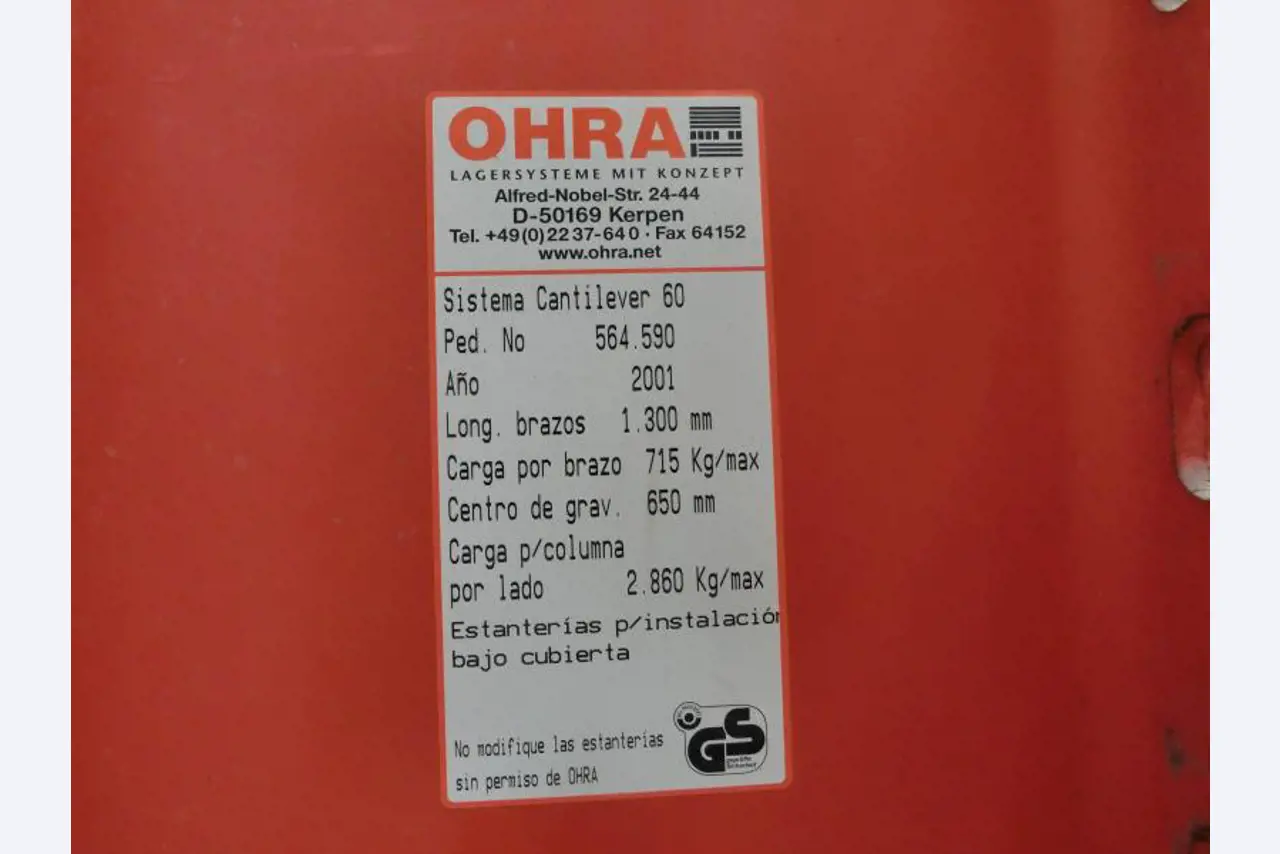 OHRA
LAGERSYSTEME MIT KONZEPT
Alfred-Nobel-Str. 24-44
D-50169 Kerpen
Tel. +49(0)2237-640 · Fax 64152
www.ohra.net
Sistema Cantilever 60
Ped. No 564.590
Año 2001
Long. brazos 1.300 mm
Carga por brazo 715 Kg/max
Centro de grav. 650 mm
Carga p/columna
por lado 2.860 Kg/max
Estanterías p/instalación
bajo cubierta
No modifique las estanterías
sin permiso de OHRA
GS